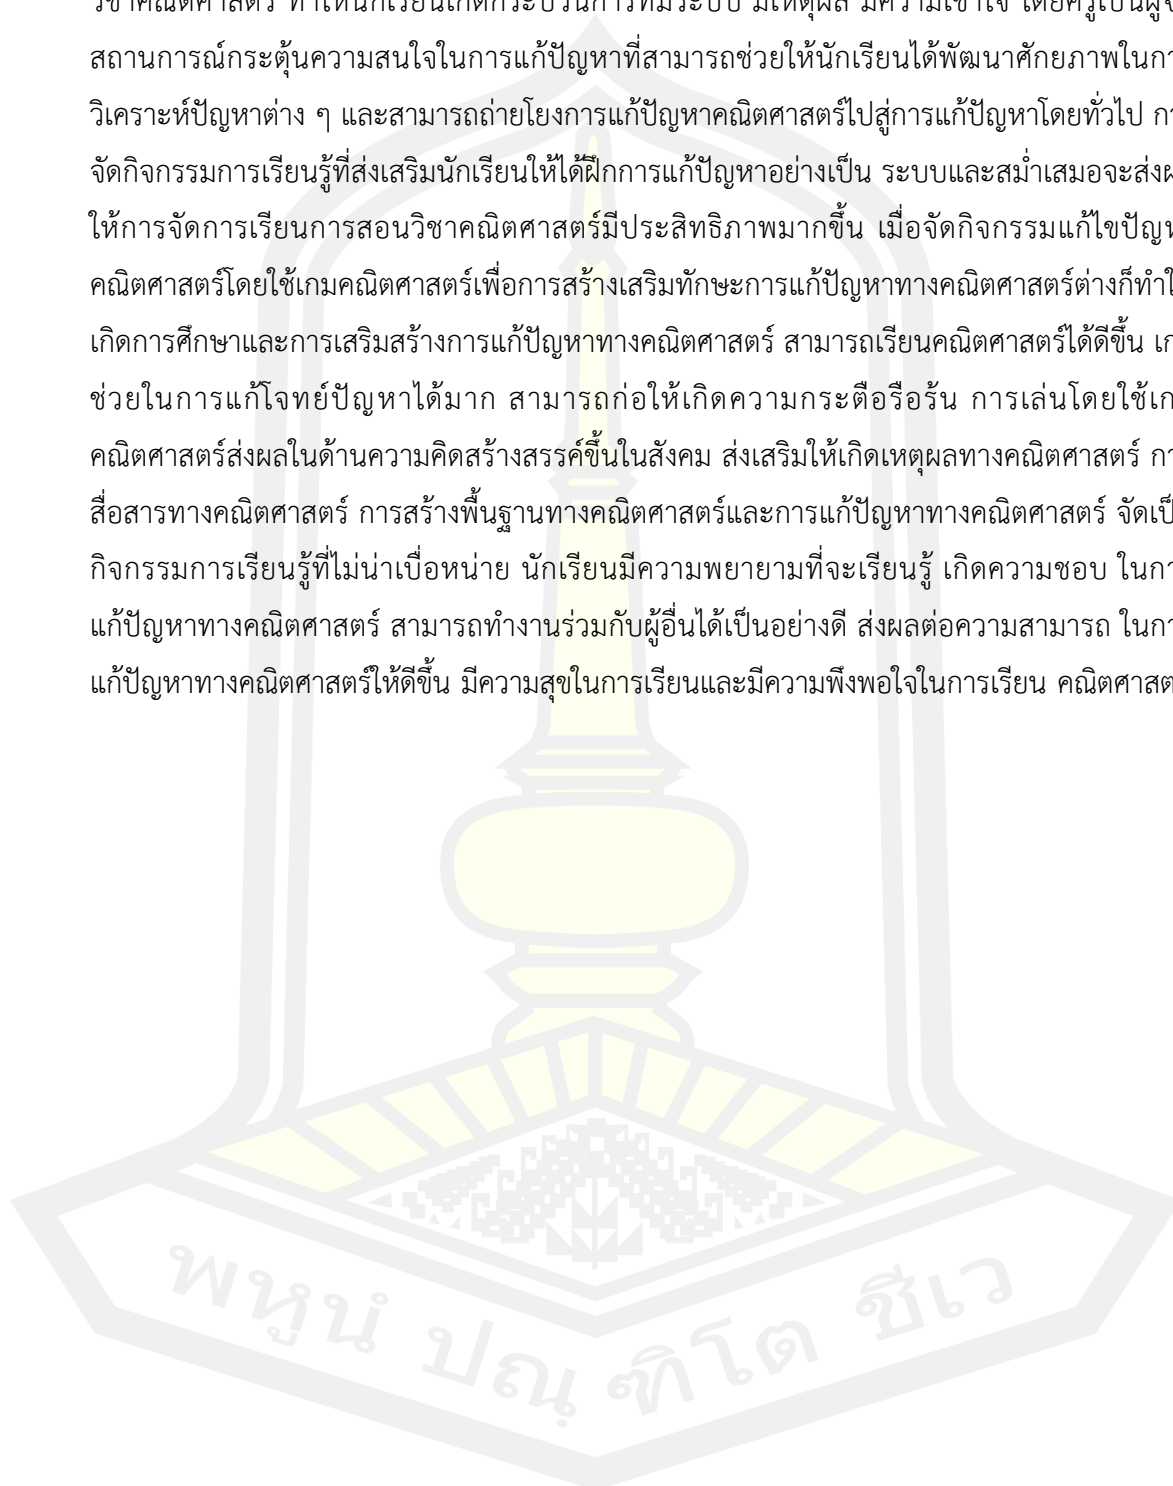 สถานการณ์กระตุ้นความสนใจในการแก้ปัญหาที่สามารถช่วยให้นักเรียนได้พัฒนาศักยภาพในกา
วิเคราะห์ปัญหาต่าง ๆ และสามารถถ่ายโยงการแก้ปัญหาคณิตศาสตร์ไปสู่การแก้ปัญหาโดยทั่วไป กา
จัดกิจกรรมการเรียนรู้ที่ส่งเสริมนักเรียนให้ได้ฝึกการแก้ปัญหาอย่างเป็น ระบบและสม่ำเสมอจะส่งผ
ให้การจัดการเรียนการสอนวิชาคณิตศาสตร์มีประสิทธิภาพมากขึ้น เมื่อจัดกิจกรรมแก้ไขปัญห
คณิตศาสตร์โดยใช้เกมคณิตศาสตร์เพื่อการสร้างเสริมทักษะการแก้ปัญหาทางคณิตศาสตร์ต่างก็ทำใ
เกิดการศึกษาและการเสริมสร้างการแก้ปัญหาทางคณิตศาสตร์ สามารถเรียนคณิตศาสตร์ได้ดีขึ้น เก
ช่วยในการแก้โจทย์ปัญหาได้มาก สามารถก่อให้เกิดความกระตือรือร้น การเล่นโดยใช้เก
คณิตศาสตร์ส่งผลในด้านความคิดสร้างสรรค์ขึ้นในสังคม ส่งเสริมให้เกิดเหตุผลทางคณิตศาสตร์ กา
สื่อสารทางคณิตศาสตร์ การสร้างพื้นฐานทางคณิตศาสตร์และการแก้ปัญหาทางคณิตศาสตร์ จัดเป็
กิจกรรมการเรียนรู้ที่ไม่น่าเบื่อหน่าย นักเรียนมีความพยายามที่จะเรียนรู้ เกิดความชอบ ในกา
แก้ปัญหาทางคณิตศาสตร์ สามารถทำงานร่วมกับผู้อื่นได้เป็นอย่างดี ส่งผลต่อความสามารถ ในกา
แก้ปัญหาทางคณิตศาสตร์ให้ดีขึ้น มีความสุขในการเรียนและมีความพึงพอใจในการเรียน คณิตศาสต
พหูนํ ปณฺฑิโต ชีเว